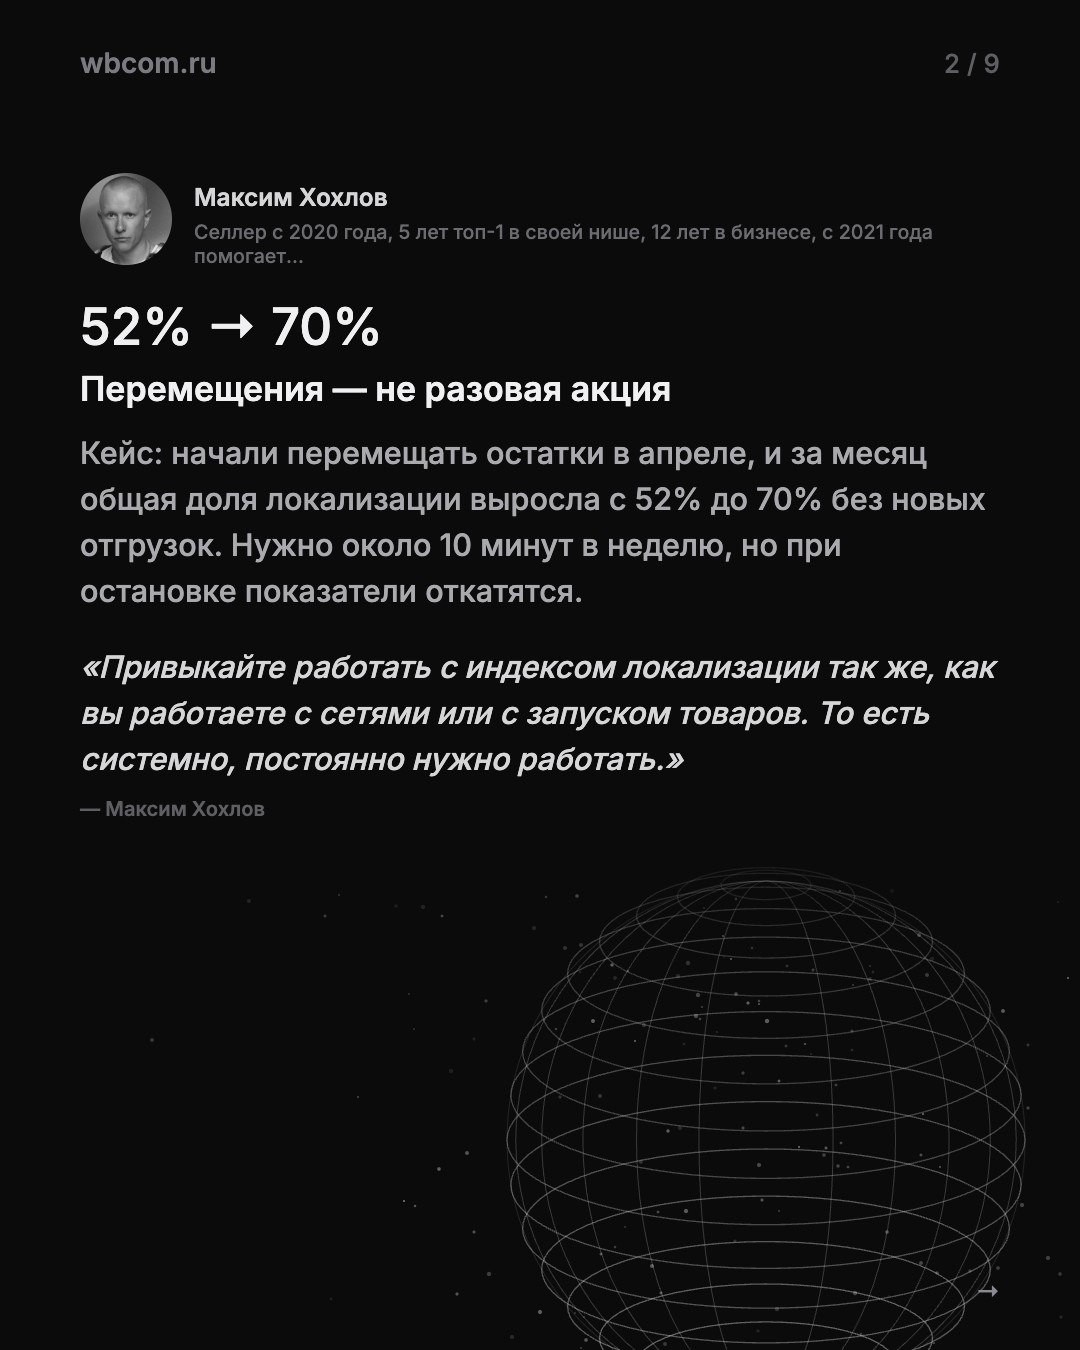 wbcom.ru
2 / 9
Максим Хохлов
Селлер с 2020 года, 5 лет топ-1 в своей нише, 12 лет в бизнесе, с 2021 года
помогает...
52% → 70%
Перемещения — не разовая акция
Кейс: начали перемещать остатки в апреле, и за месяц
общая доля локализации выросла с 52% до 70% без новых
отгрузок. Нужно около 10 минут в неделю, но при
остановке показатели откатятся.
«Привыкайте работать с индексом локализации так же, как
вы работаете с сетями или с запуском товаров. То есть
системно, постоянно нужно работать.»
— Максим Хохлов
→